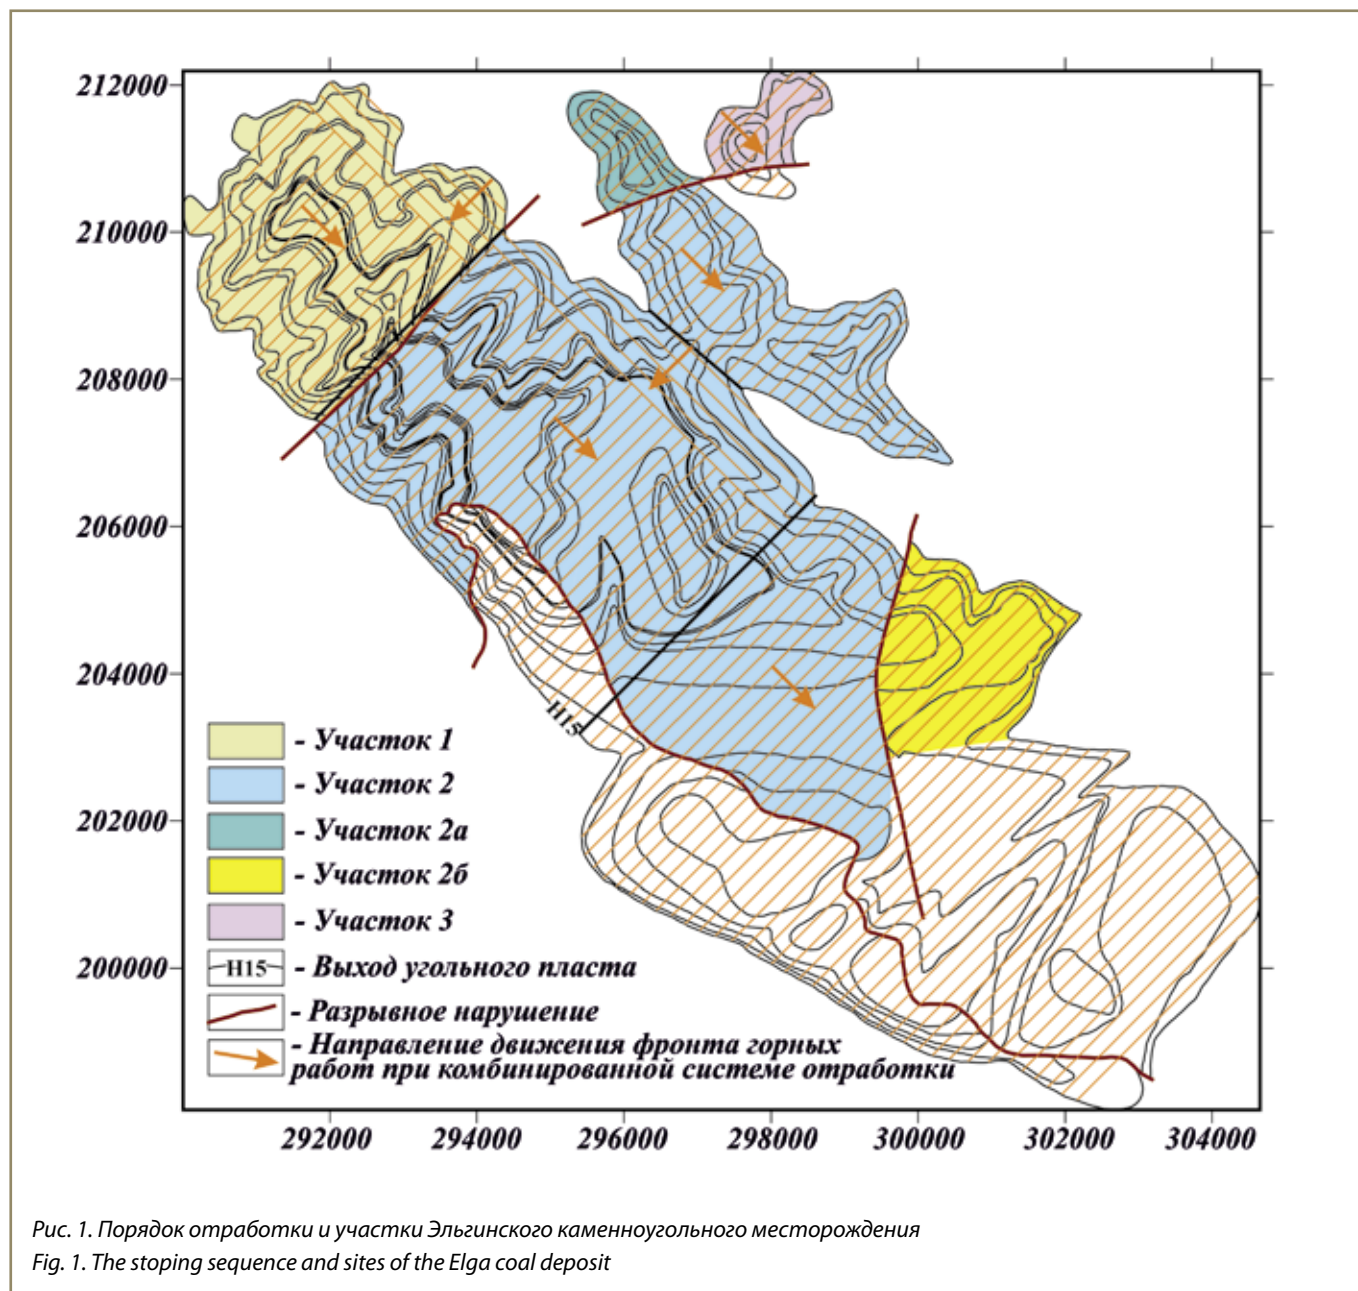 212000
210000
208000
206000
204000
202000
200000
H15
- Участок 1
- Участок 2
- Участок 2а
- Участок 2б
- Участок 3
H15 - Выход угольного пласта
- Разрывное нарушение
- Направление движения фронта горных
работ при комбинированной системе отработки
292000 294000 296000 298000 300000 302000 304000
Рис. 1. Порядок отработки и участки Эльгинского каменноугольного месторождения
Fig. 1. The stoping sequence and sites of the Elga coal deposit